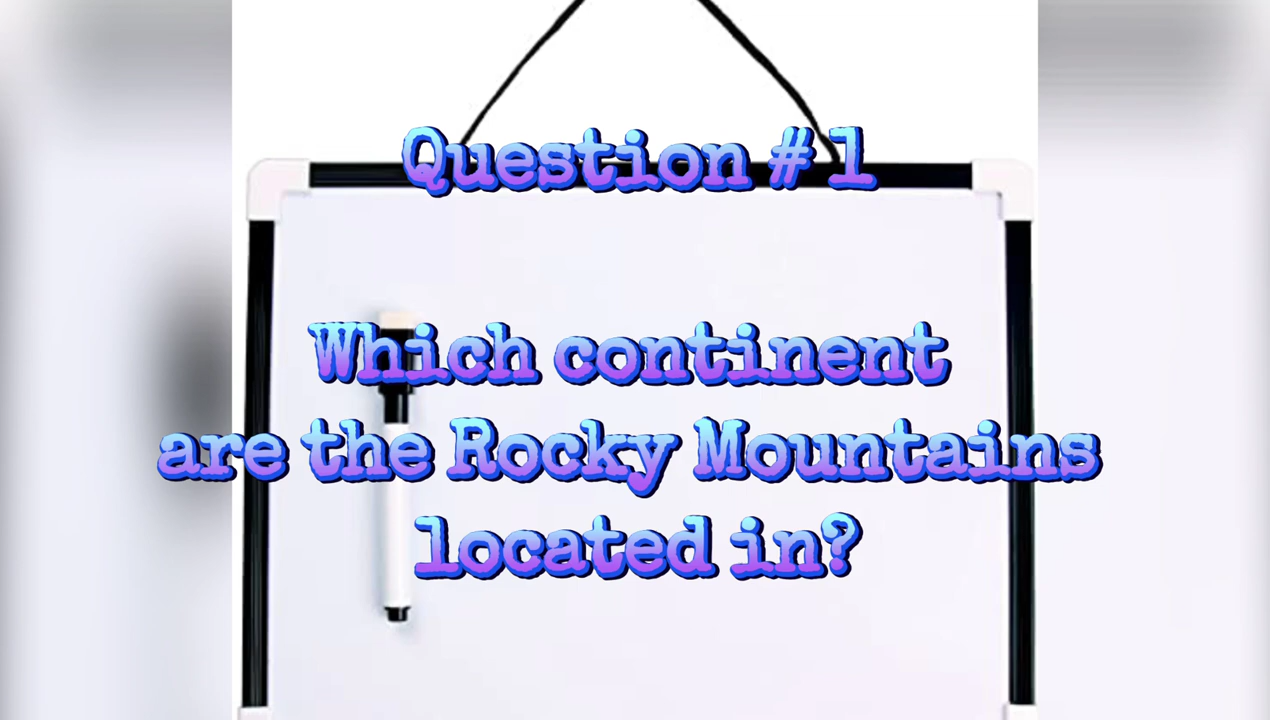 Question #1
Which continent
are the Rocky Mountains
located in?